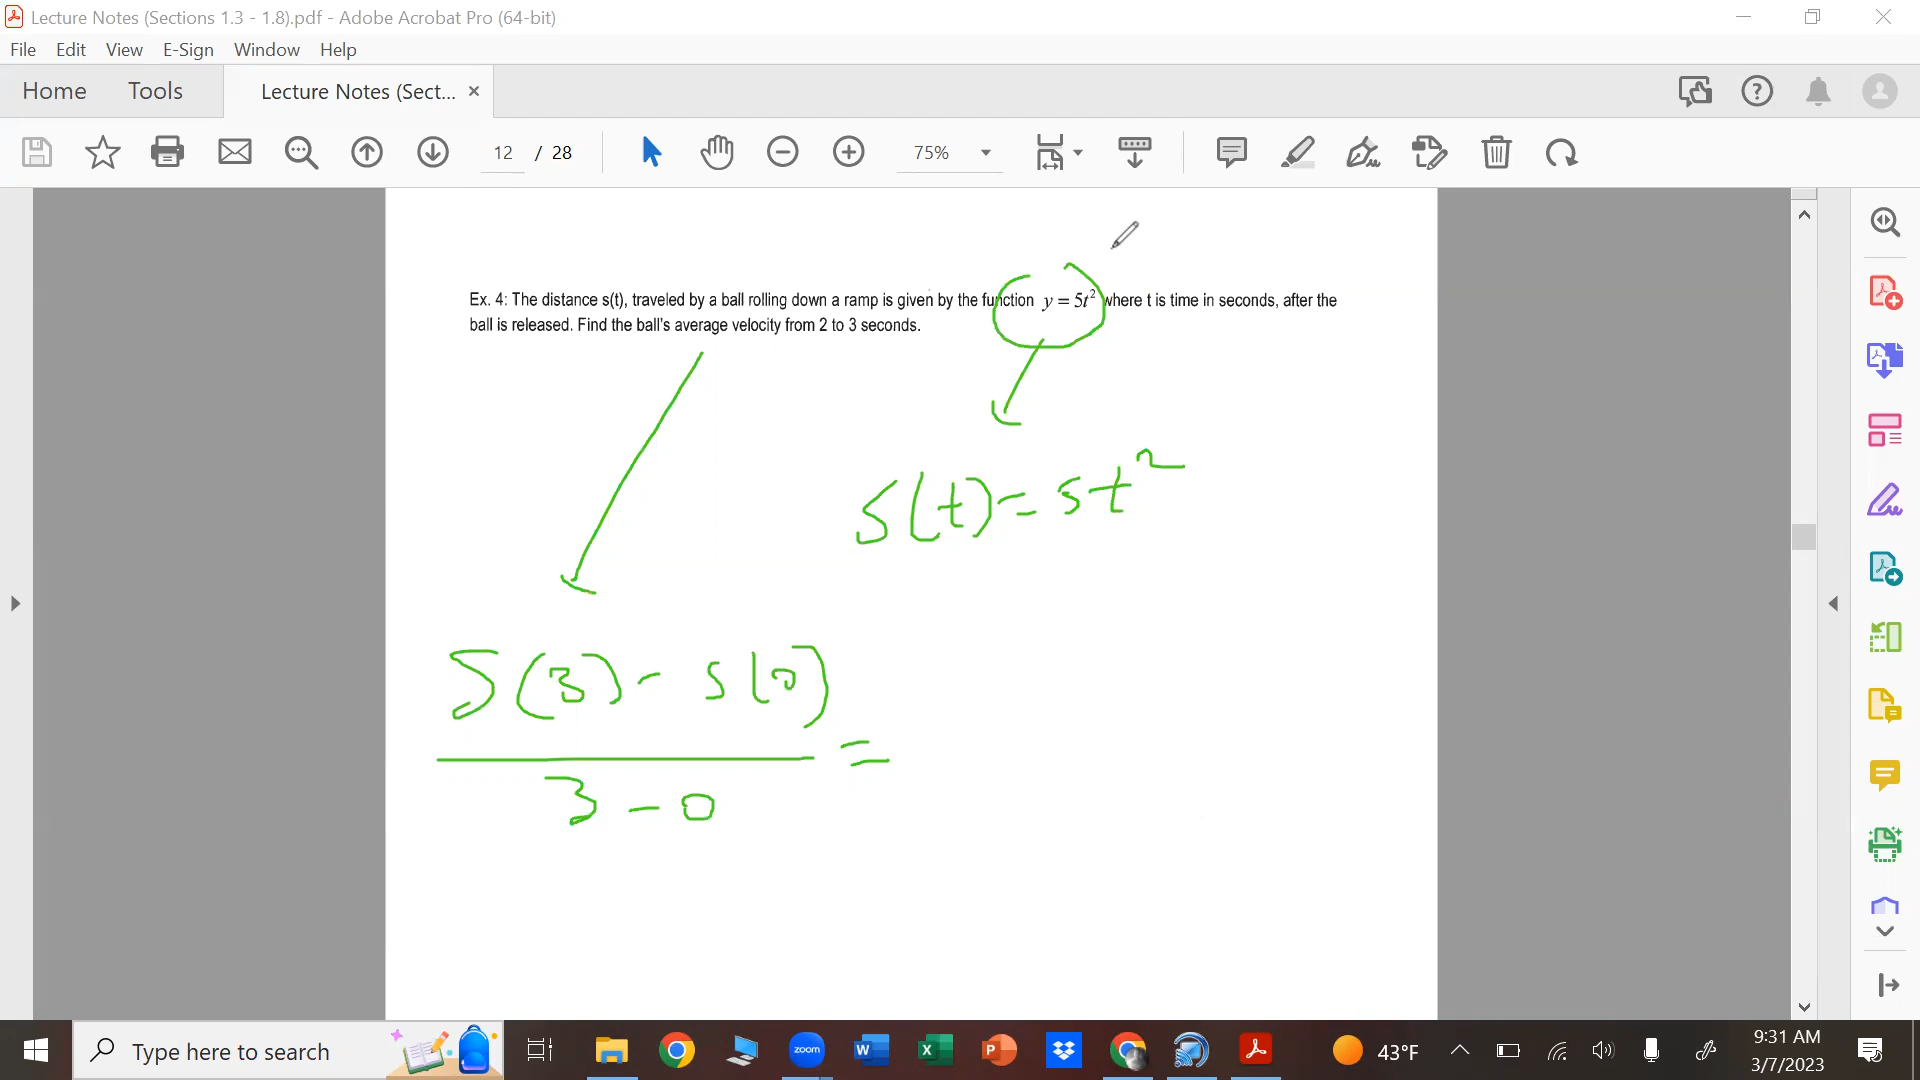 Lecture Notes (Sections 1.3 - 1.8).pdf - Adobe Acrobat Pro (64-bit)
File Edit View E-Sign Window Help
Home Tools Lecture Notes (Sect... ×
12 / 28 75%
Ex. 4: The distance s(t), traveled by a ball rolling down a ramp is given by the function y = 5t² where t is time in seconds, after the
ball is released. Find the ball's average velocity from 2 to 3 seconds.
S(t) = 5t²
S(3) - S(0)
3 - 0
=
Type here to search
zoom
43°F
9:31 AM
3/7/2023